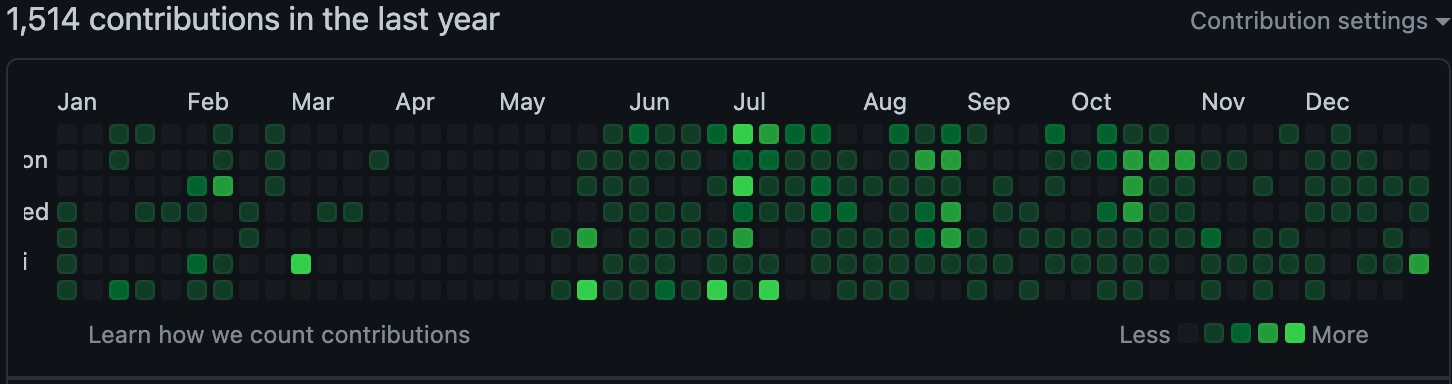 1,514 contributions in the last year
Contribution settings
Jan Feb Mar Apr May Jun Jul Aug Sep Oct Nov Dec
on
ed
i
Learn how we count contributions
Less More